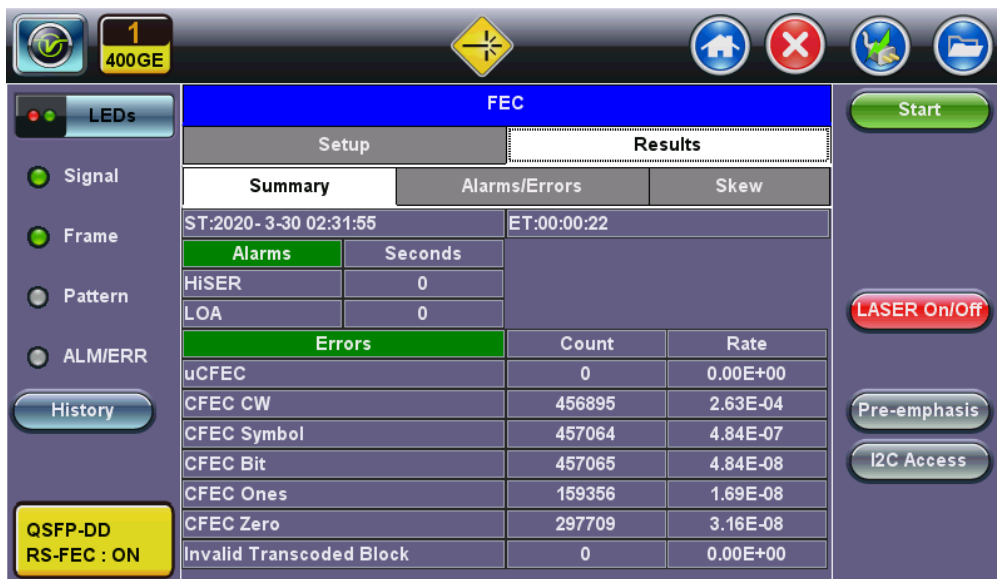 1
400GE
LEDs
FEC
Start
Setup Results
Signal
Summary Alarms/Errors Skew
ST:2020- 3-30 02:31:55 ET:00:00:22
Frame
Alarms Seconds
HiSER 0
Pattern
LOA 0
LASER On/Off
Errors Count Rate
ALM/ERR
uCFEC 0 0.00E+00
History
CFEC CW 456895 2.63E-04
Pre-emphasis
CFEC Symbol 457064 4.84E-07
CFEC Bit 457065 4.84E-08
I2C Access
CFEC Ones 159356 1.69E-08
CFEC Zero 297709 3.16E-08
QSFP-DD
RS-FEC : ON
Invalid Transcoded Block 0 0.00E+00